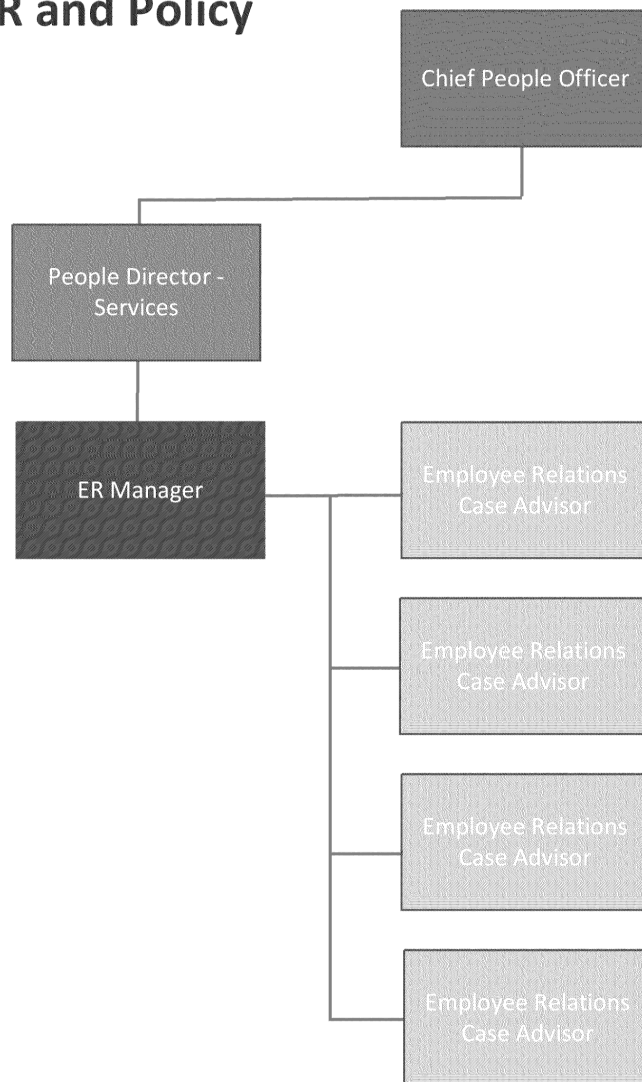 R and Policy
Chief People Officer
People Director -
Services
ER Manager
Employee Relations
Case Advisor
Employee Relations
Case Advisor
Employee Relations
Case Advisor
Employee Relations
Case Advisor